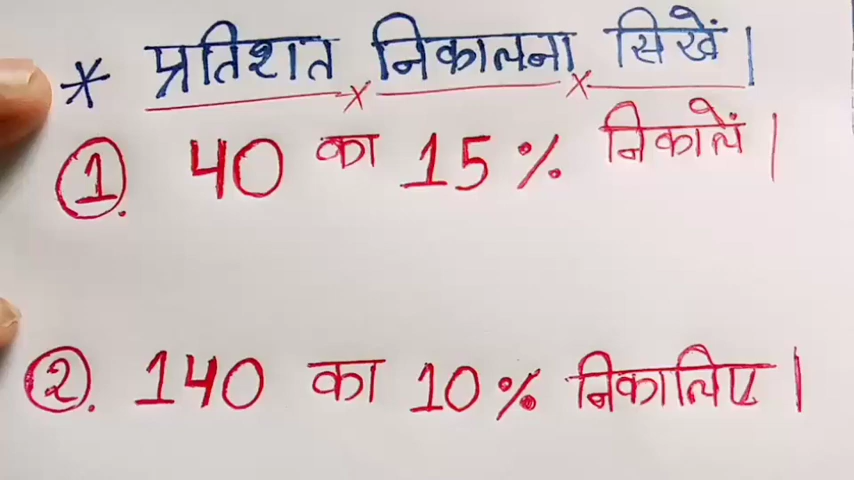 * प्रतिशत निकालना सिखें।
1. 40 का 15% निकालें।
2. 140 का 10% निकालिए।